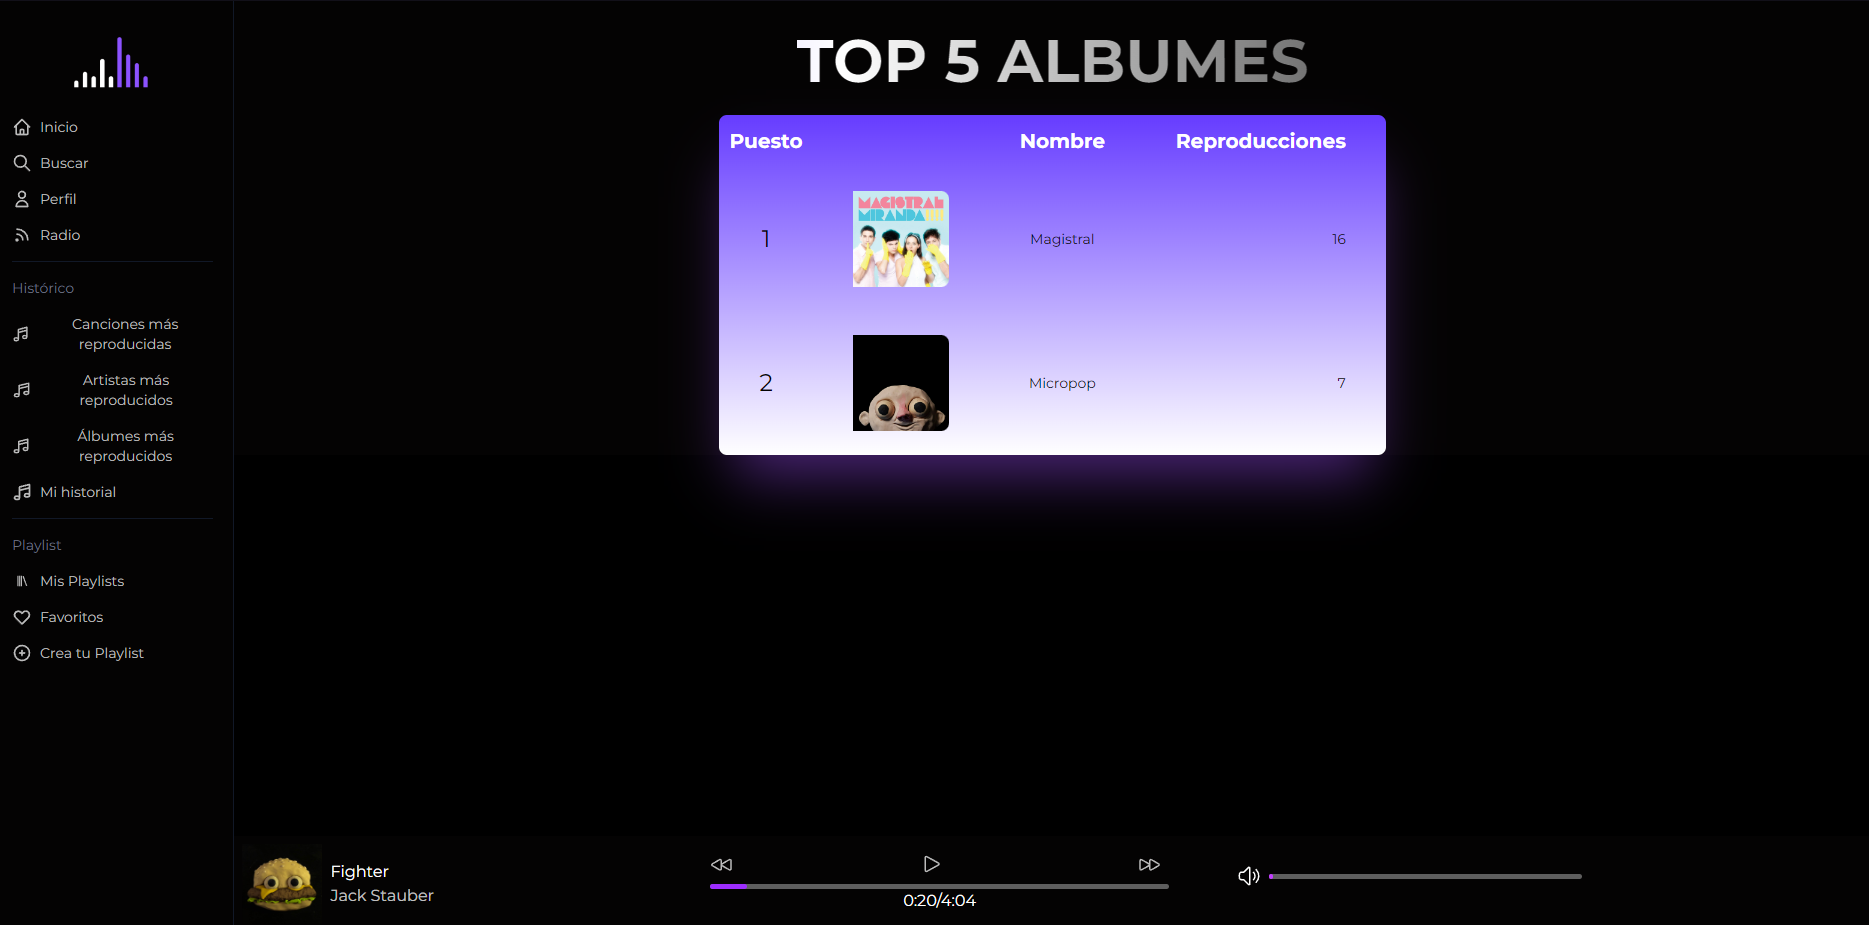 TOP 5 ALBUMES
Inicio
Buscar
Perfil
Radio
Histórico
Canciones más
reproducidas
Artistas más
reproducidos
Álbumes más
reproducidos
Mi historial
Playlist
Mis Playlists
Favoritos
Crea tu Playlist
Puesto Nombre Reproducciones
1 Magistral 16
MAGISTRAL
MIRANDA!!!
2 Micropop 7
Fighter
Jack Stauber
0:20/4:04